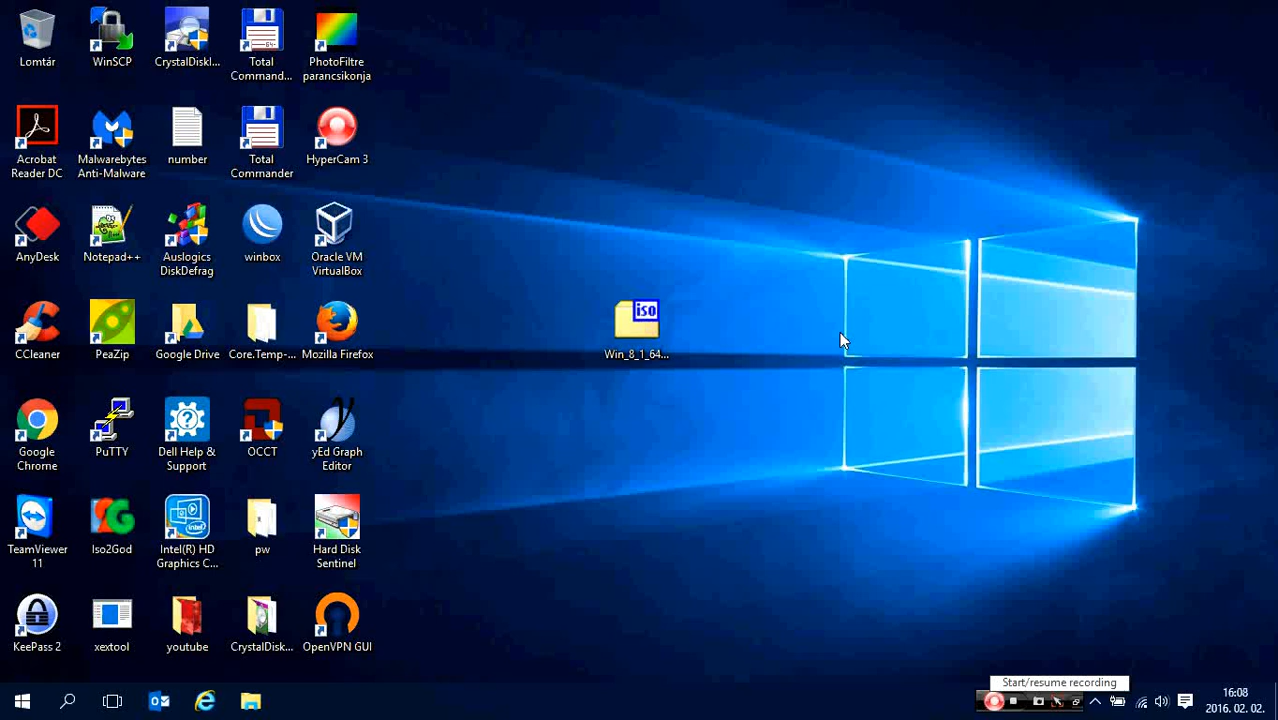 Lomtár
WinSCP
CrystalDiskI...
Total
Command...
PhotoFiltre
parancsikonja
Acrobat
Reader DC
Malwarebytes
Anti-Malware
number
Total
Commander
HyperCam 3
AnyDesk
Notepad++
Auslogics
DiskDefrag
winbox
Oracle VM
VirtualBox
iso
Win_8_1_64...
CCleaner
PeaZip
Google Drive
Core.Temp-...
Mozilla Firefox
Google
Chrome
PuTTY
Dell Help &
Support
OCCT
yEd Graph
Editor
TeamViewer
11
Iso2God
Intel(R) HD
Graphics C...
pw
Hard Disk
Sentinel
KeePass 2
xextool
youtube
CrystalDisk...
OpenVPN GUI
Start/resume recording
16:08
2016. 02. 02.